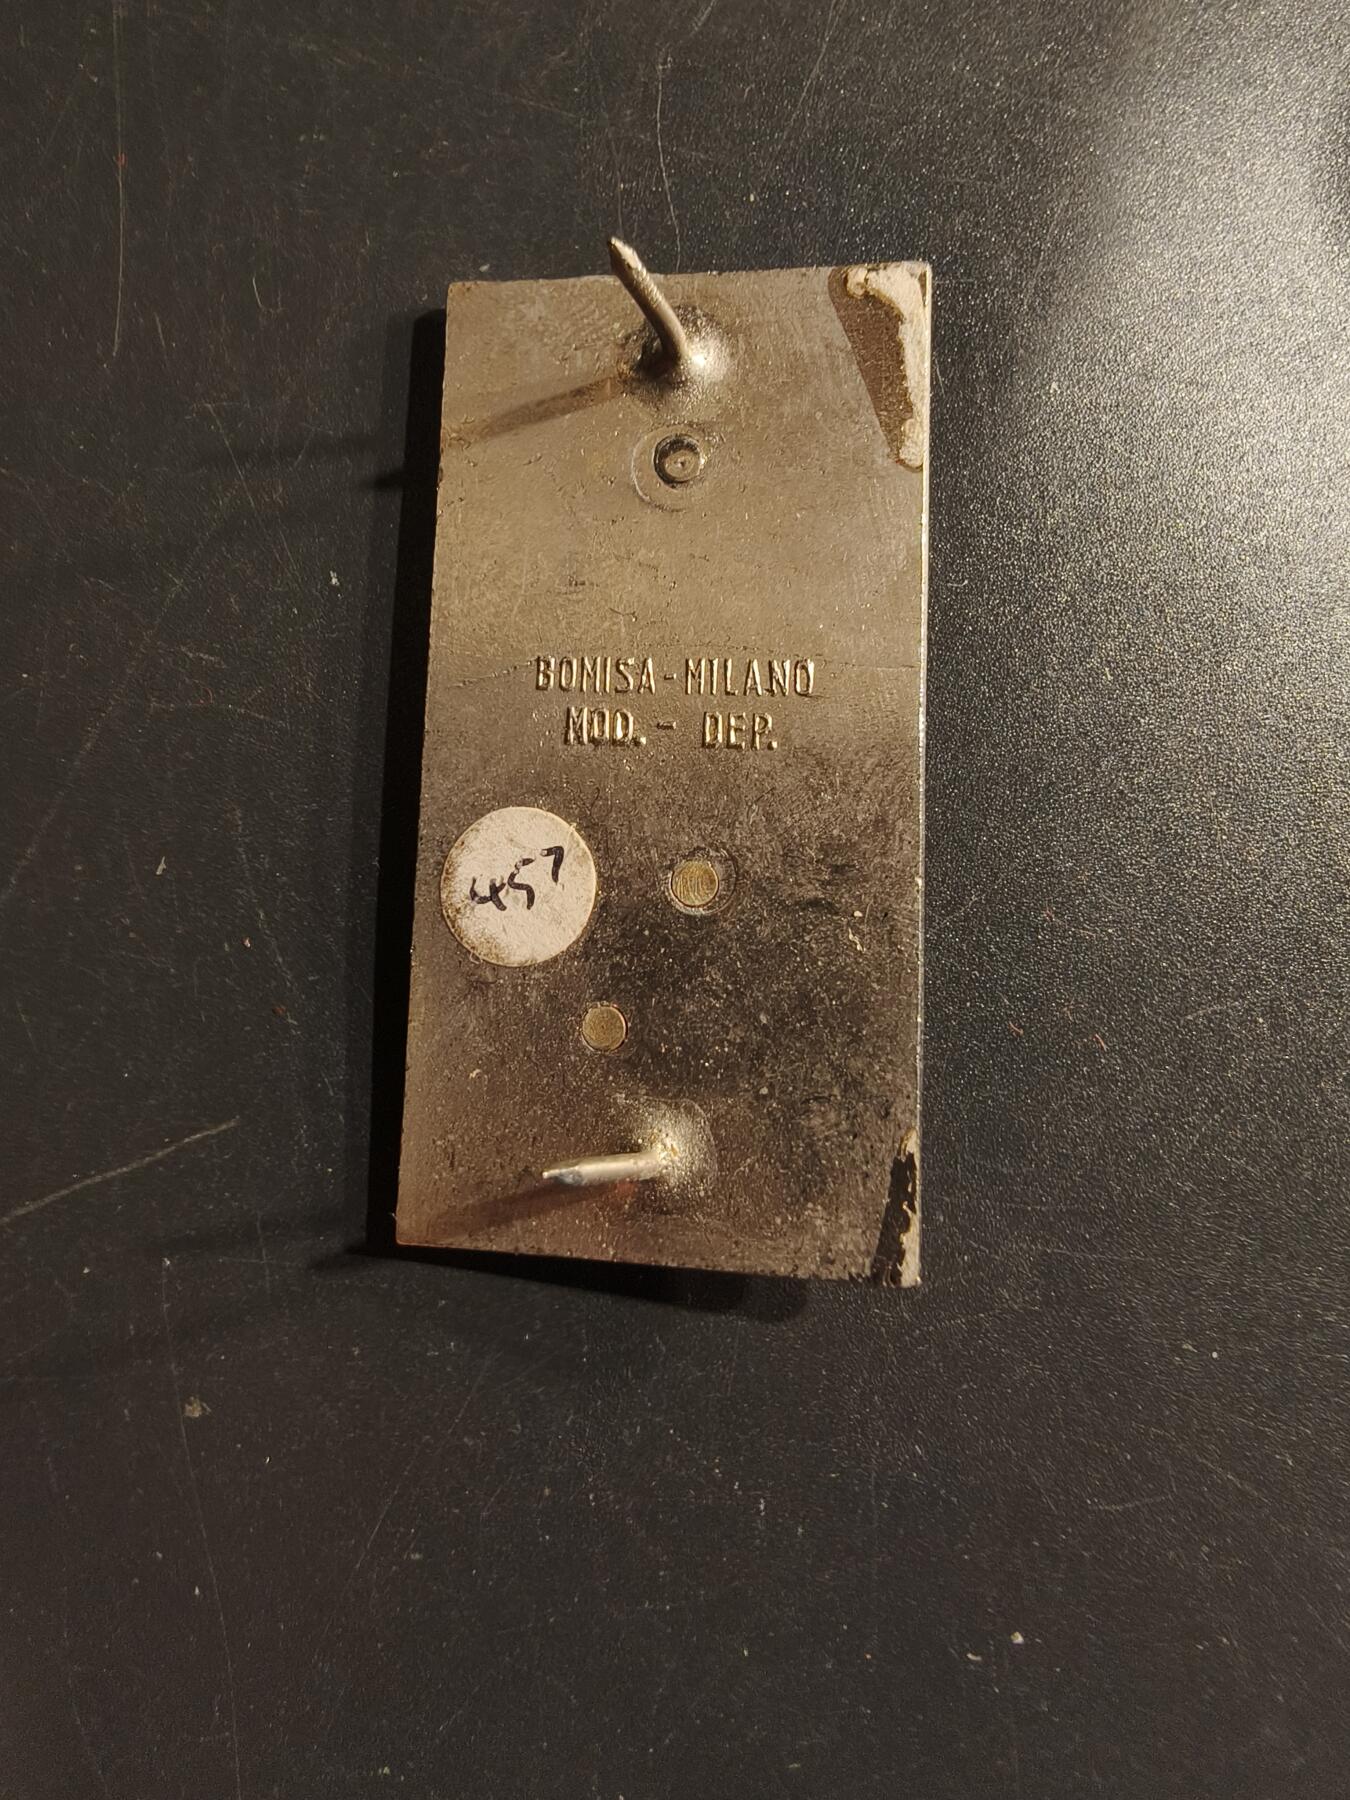 BOMISA-MILANO
MOD. - DEP.
457